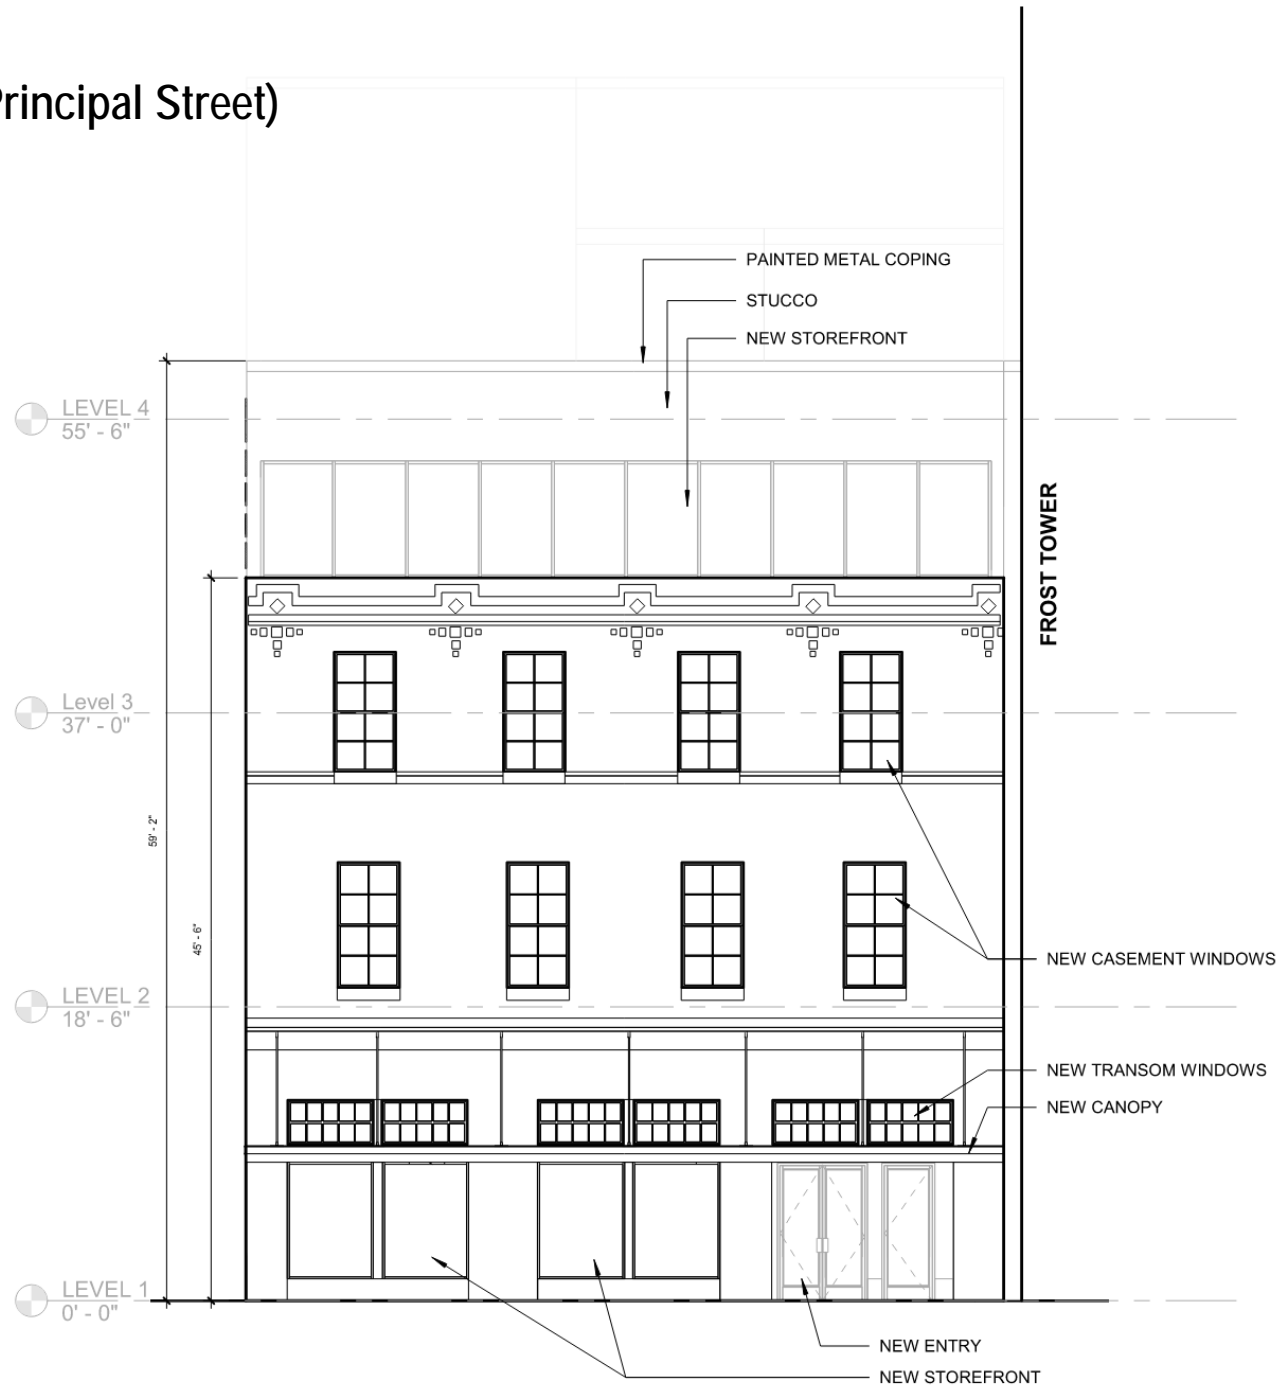 Principal Street)
PAINTED METAL COPING
STUCCO
NEW STOREFRONT
LEVEL 4
55' - 6"
FROST TOWER
Level 3
37' - 0"
59' - 2"
45' - 6"
NEW CASEMENT WINDOWS
LEVEL 2
18' - 6"
NEW TRANSOM WINDOWS
NEW CANOPY
LEVEL 1
0' - 0"
NEW ENTRY
NEW STOREFRONT